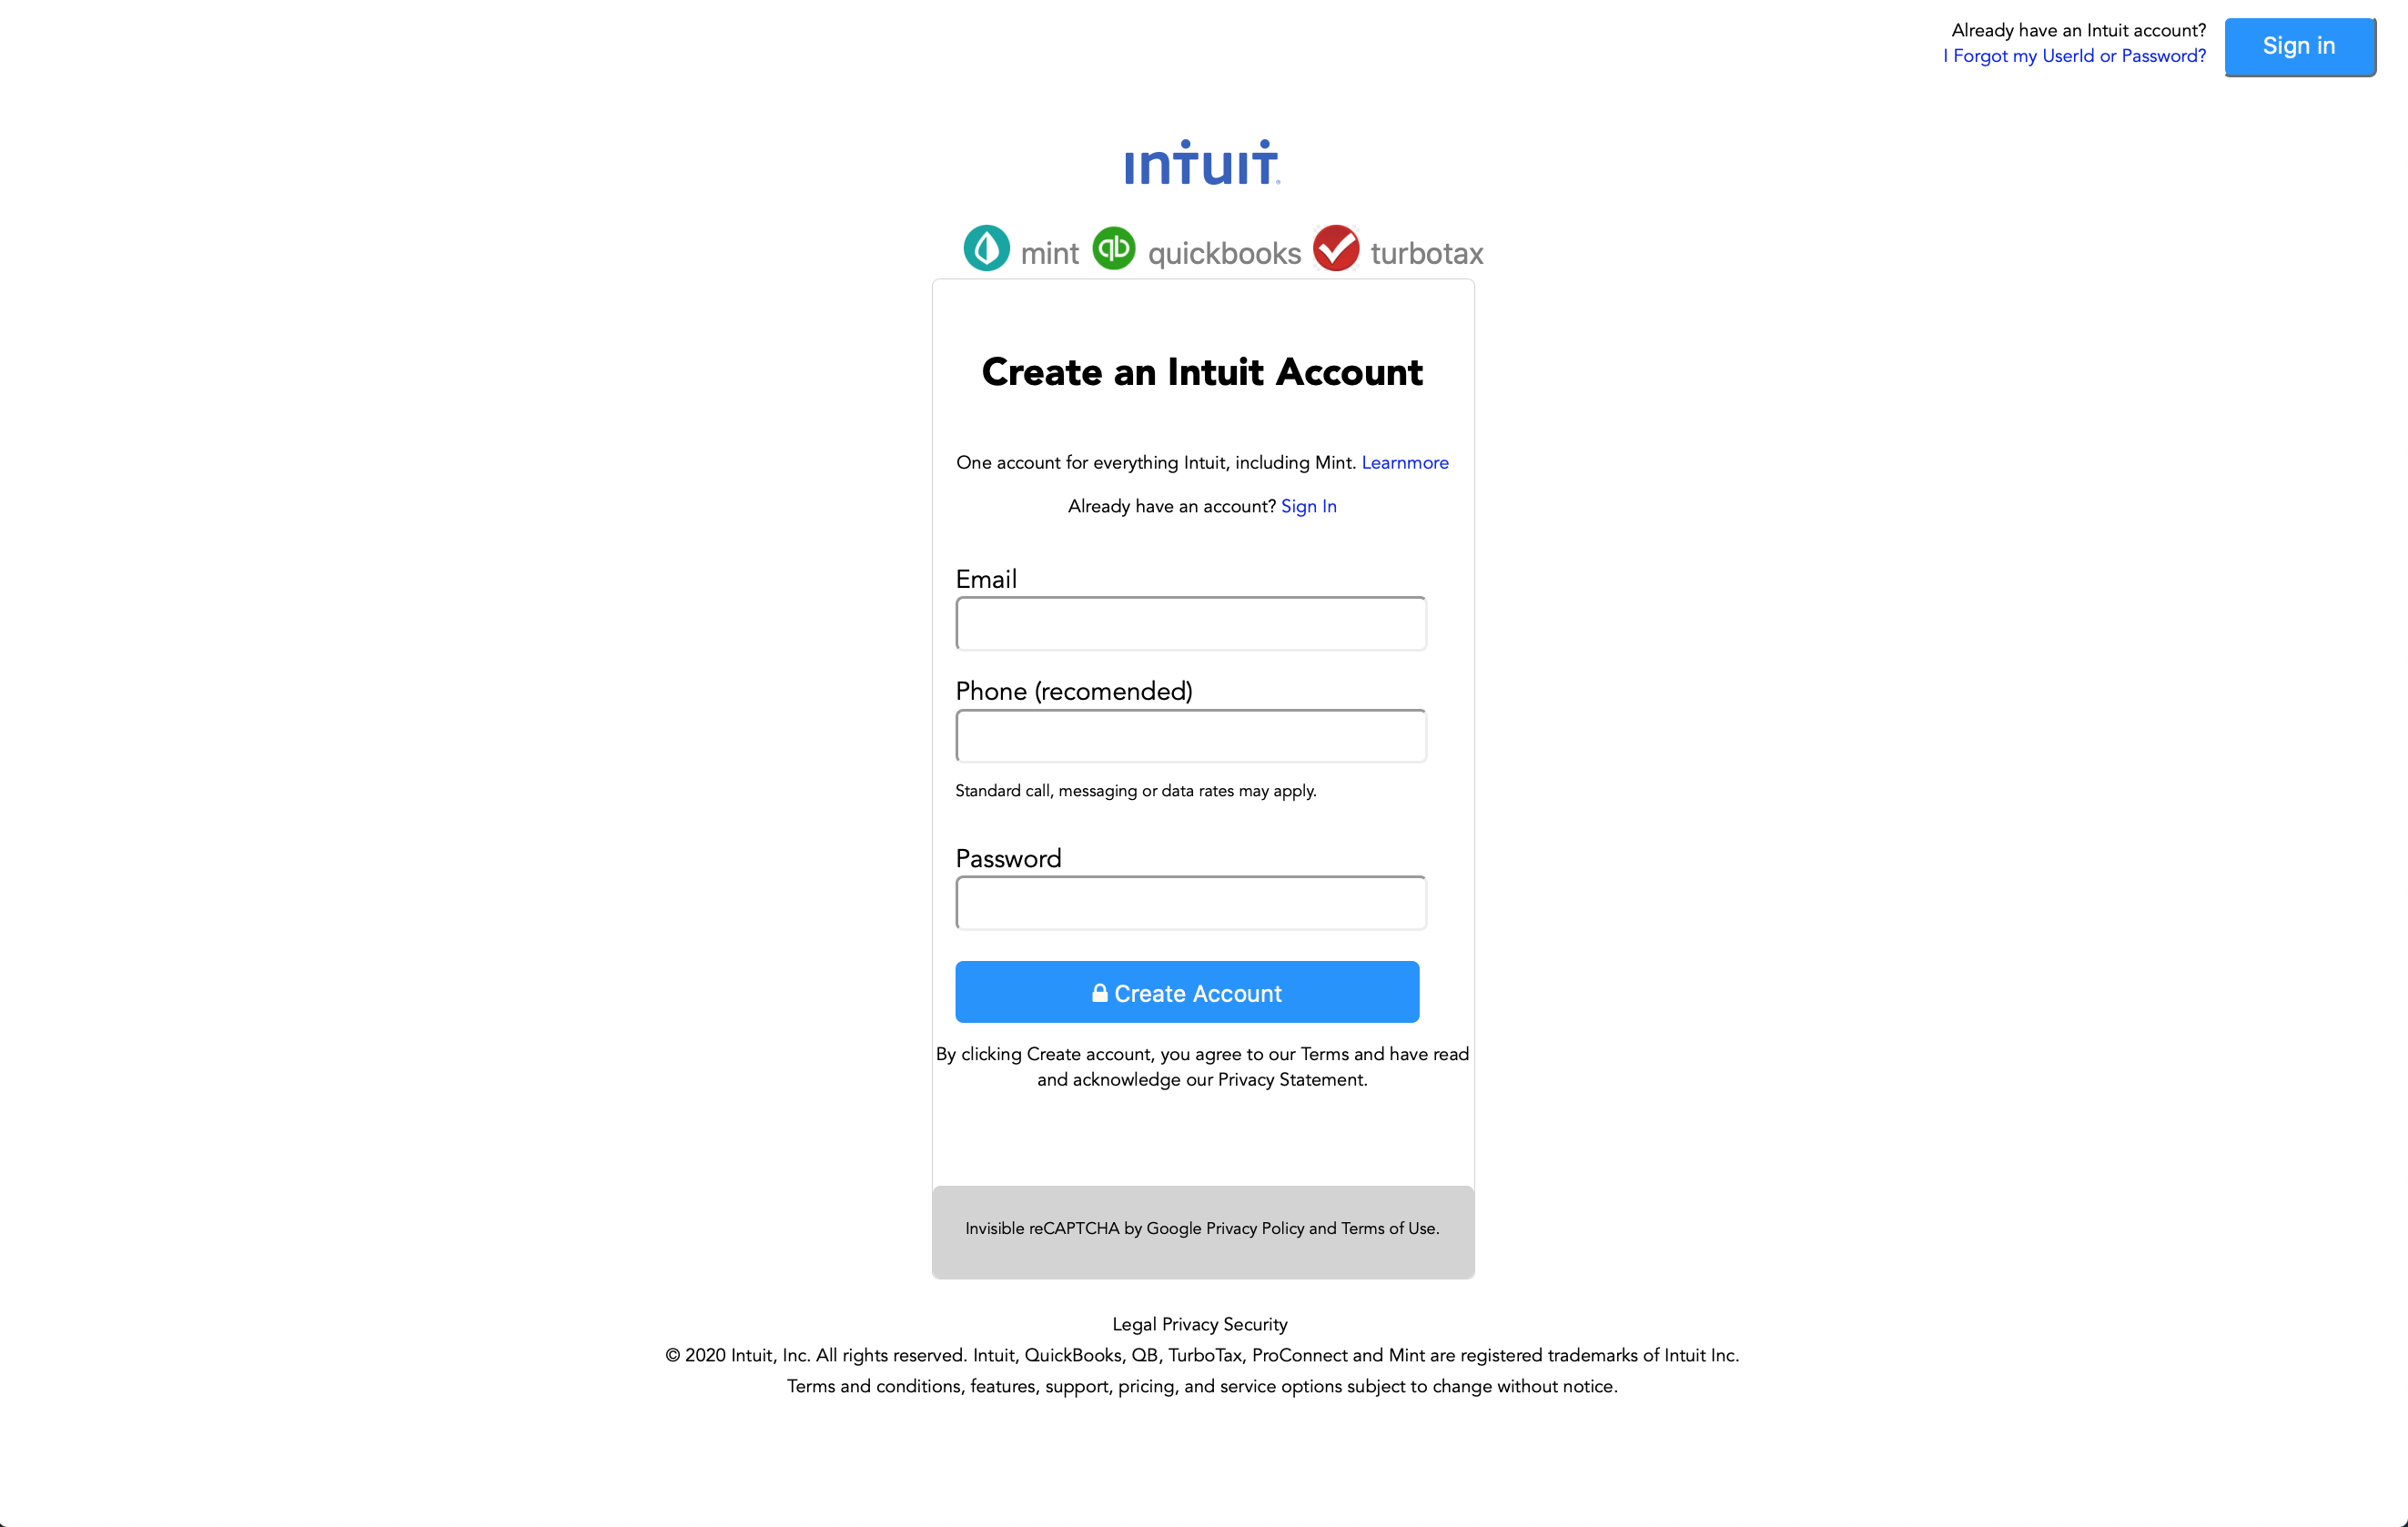 Already have an Intuit account?
I Forgot my UserId or Password?
Sign in
intuit
mint quickbooks turbotax
Create an Intuit Account
One account for everything Intuit, including Mint. Learnmore
Already have an account? Sign In
Email
Phone (recomended)
Standard call, messaging or data rates may apply.
Password
Create Account
By clicking Create account, you agree to our Terms and have read
and acknowledge our Privacy Statement.
Invisible reCAPTCHA by Google Privacy Policy and Terms of Use.
Legal Privacy Security
© 2020 Intuit, Inc. All rights reserved. Intuit, QuickBooks, QB, TurboTax, ProConnect and Mint are registered trademarks of Intuit Inc.
Terms and conditions, features, support, pricing, and service options subject to change without notice.